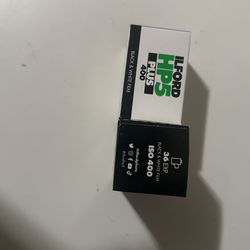 ILFORD
HP5
PLUS
400
BLACK & WHITE FILM
36 EXP
BLACK & WHITE FILM
ISO 400